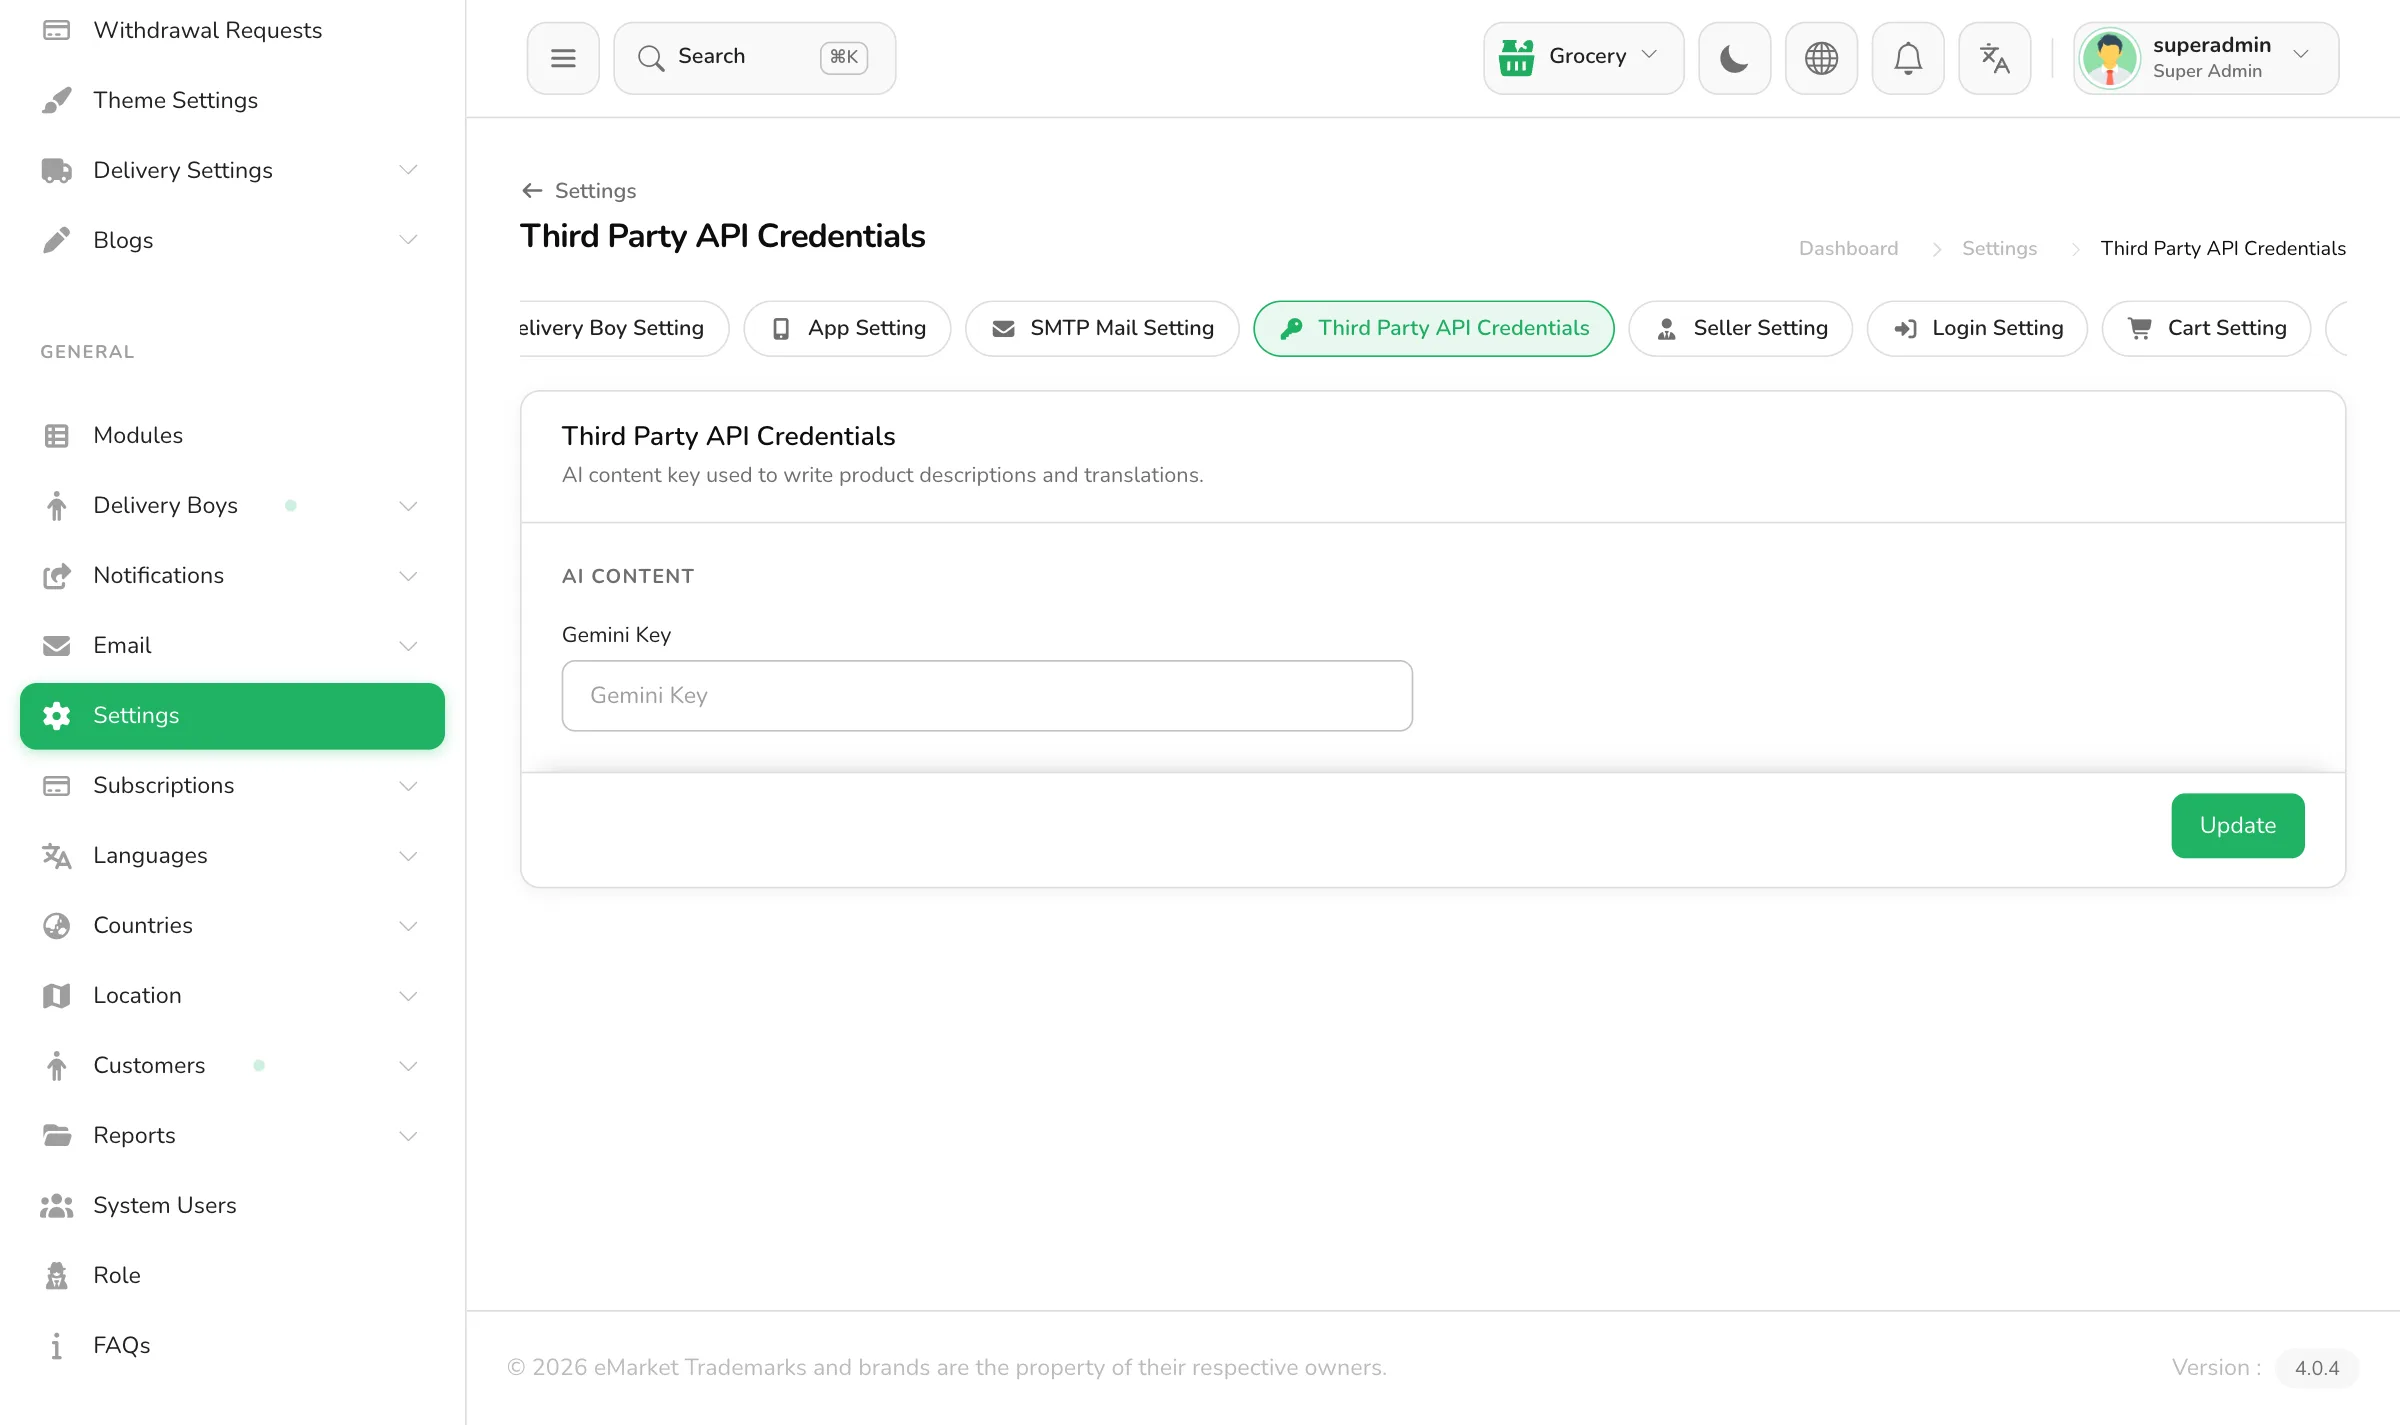 Withdrawal Requests
Theme Settings
Delivery Settings
Blogs
GENERAL
Modules
Delivery Boys
Notifications
Email
Settings
Subscriptions
Languages
Countries
Location
Customers
Reports
System Users
Role
FAQs
Search ⌘K
Grocery
superadmin
Super Admin
Settings
Third Party API Credentials
Dashboard Settings Third Party API Credentials
elivery Boy Setting App Setting SMTP Mail Setting Third Party API Credentials Seller Setting Login Setting Cart Setting
Third Party API Credentials
AI content key used to write product descriptions and translations.
AI CONTENT
Gemini Key
Gemini Key
Update
© 2026 eMarket Trademarks and brands are the property of their respective owners.
Version : 4.0.4